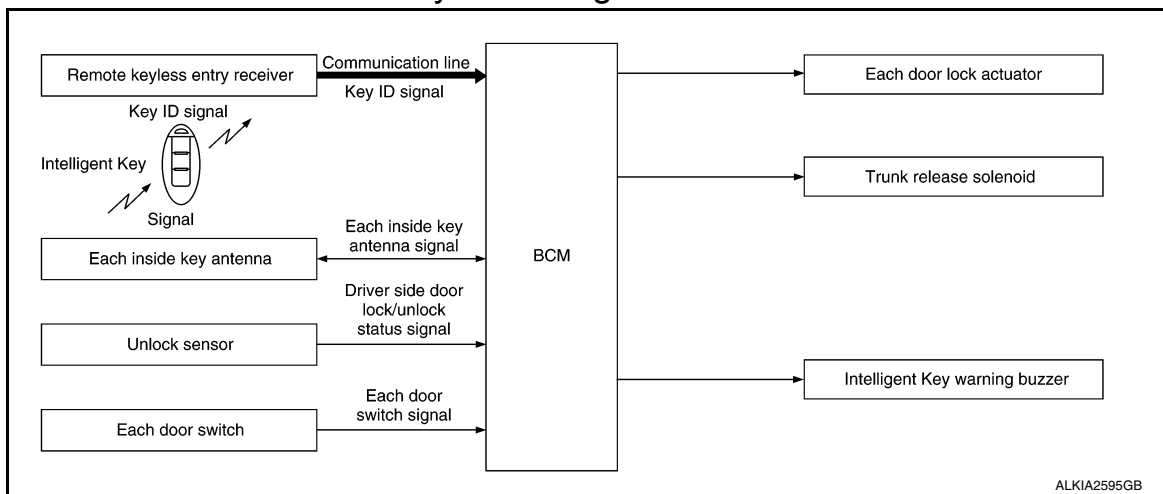 Remote keyless entry receiver
Communication line
Key ID signal
Key ID signal
Intelligent Key
Signal
Each inside key antenna
Each inside key
antenna signal
Driver side door
lock/unlock
status signal
Unlock sensor
Each door
switch signal
Each door switch
BCM
Each door lock actuator
Trunk release solenoid
Intelligent Key warning buzzer
ALKIA2595GB